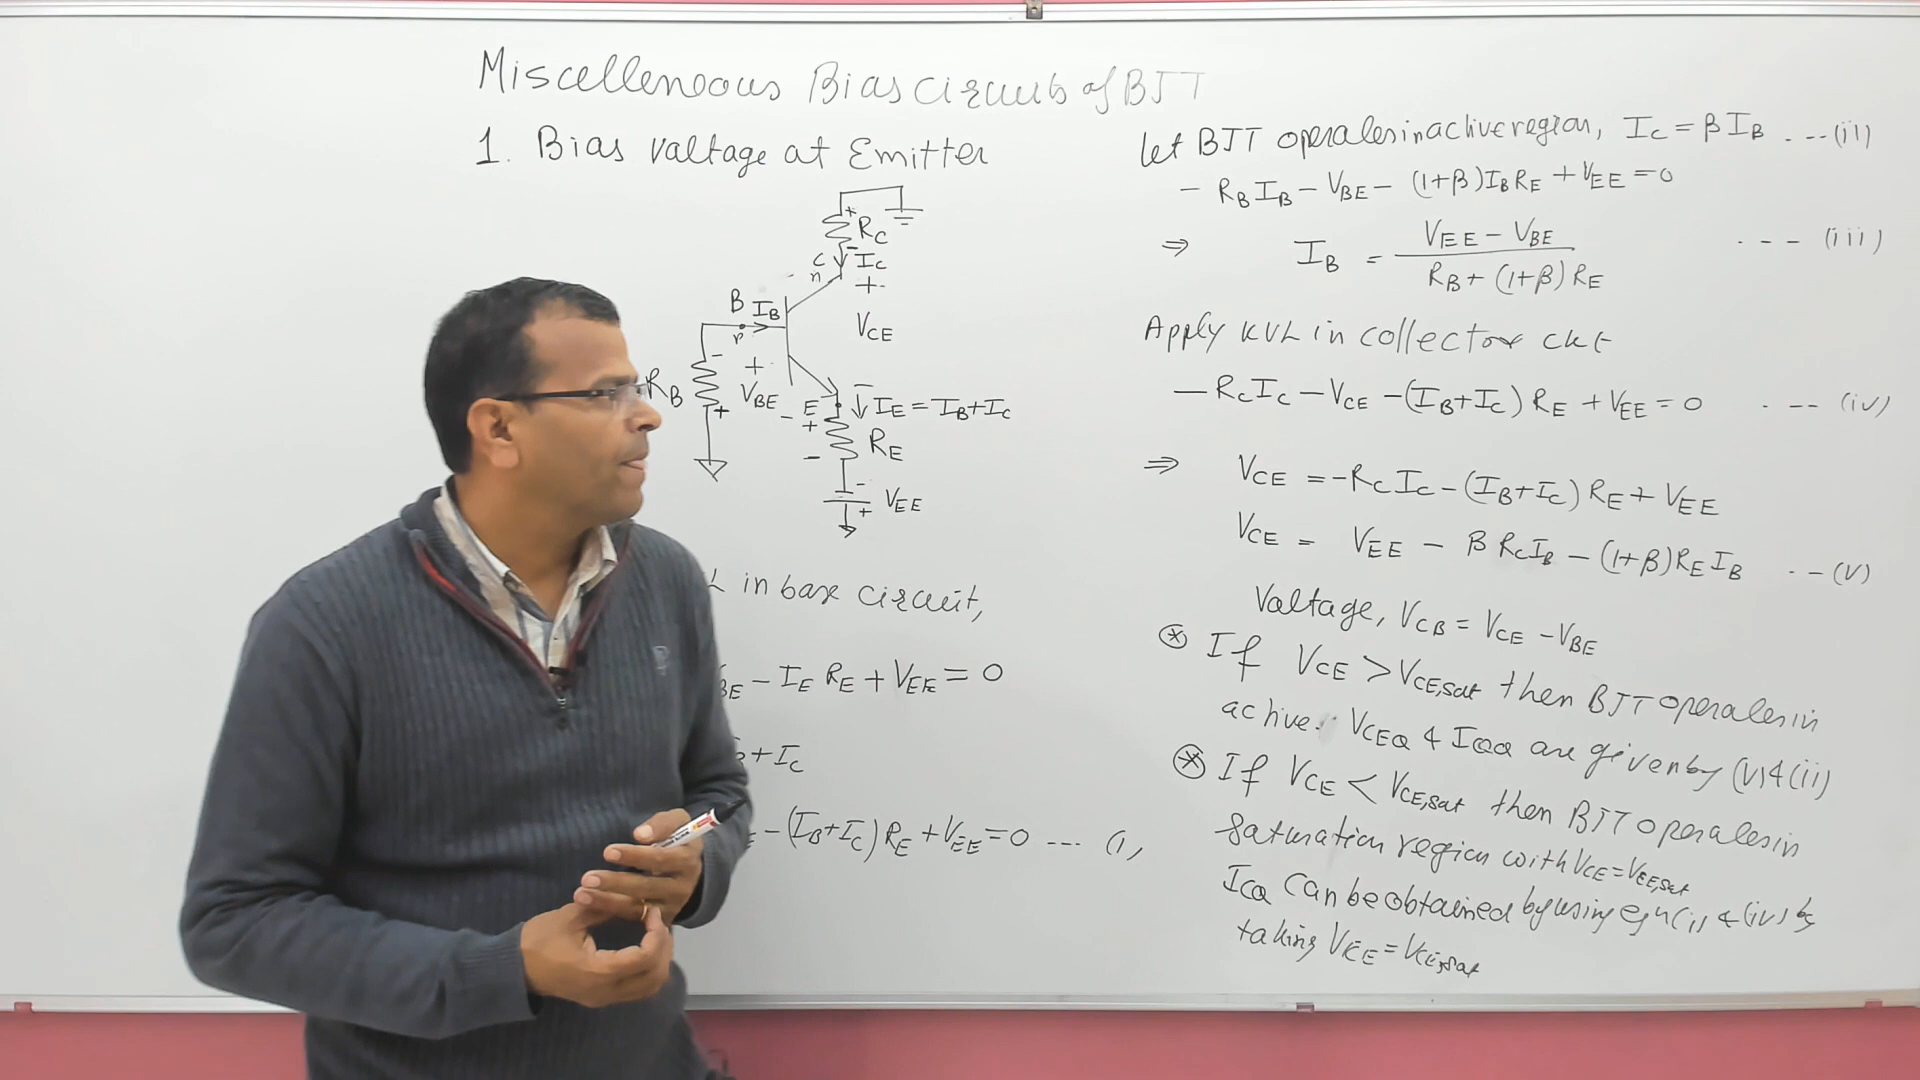 Miscellenoous Bias circuits of BJT
1. Bias valtage at Emitter
RC
C IC
n +
B IB
p
VCE
RB
+
VBE
E
IE = IB+IC
RE
VEE
L in base circuit,
BE - IE RE + VEE = 0
B + IC
E - (IB+IC) RE + VEE = 0 --- (i)
Let BJT operates in active region, IC = βIB . --(ii)
- RB IB - VBE - (1+β)IB RE + VEE = 0
⇒ IB = (VEE - VBE) / (RB + (1+β) RE) --- (iii)
Apply KVL in collector ckt
- RC IC - VCE - (IB+IC) RE + VEE = 0 . -- (iv)
⇒ VCE = -RC IC - (IB+IC) RE + VEE
VCE = VEE - β RC IB - (1+β) RE IB . --(v)
Valtage, VCB = VCE - VBE
⊛ If VCE > VCE,sat then BJT operates in
active. VCEQ & ICQ are given by (v) & (ii)
⊛ If VCE < VCE,sat then BJT operates in
saturation region with VCE = VCE,sat
ICQ can be obtained by using eqn (i) & (iv) by
taking VCE = VCE,sat